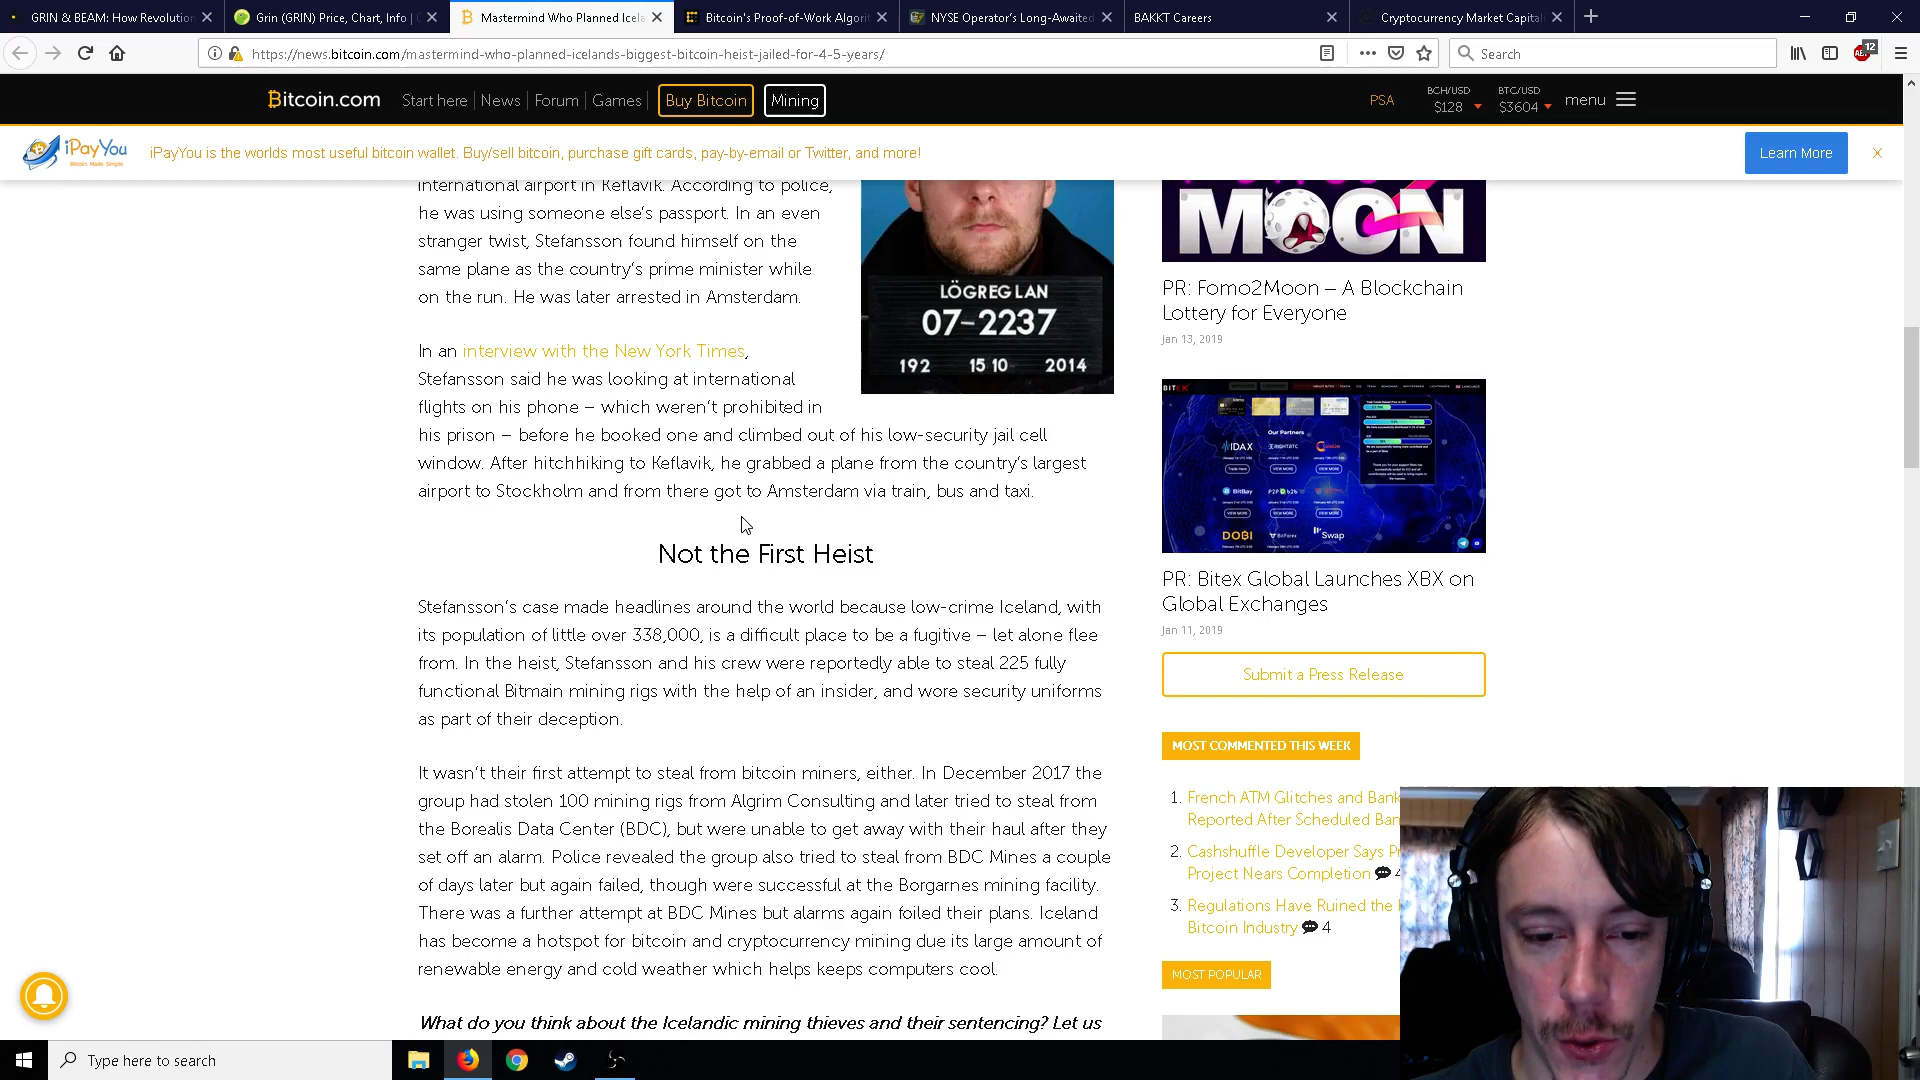 GRIN & BEAM: How Revolution
Grin (GRIN) Price, Chart, Info |
Mastermind Who Planned Icela
Bitcoin's Proof-of-Work Algorit
NYSE Operator's Long-Awaited
BAKKT Careers
Cryptocurrency Market Capital
https://news.bitcoin.com/mastermind-who-planned-icelands-biggest-bitcoin-heist-jailed-for-4-5-years/
Search
12
Bitcoin.com
Start here
News
Forum
Games
Buy Bitcoin
Mining
PSA
BCH/USD
$128
BTC/USD
$3604
menu
iPayYou
Bitcoin. Made. Simple.
iPayYou is the worlds most useful bitcoin wallet. Buy/sell bitcoin, purchase gift cards, pay-by-email or Twitter, and more!
Learn More
international airport in Keflavik. According to police,
he was using someone else's passport. In an even
stranger twist, Stefansson found himself on the
same plane as the country's prime minister while
on the run. He was later arrested in Amsterdam.
LÖGREG LAN
07-2237
192 15 10 2014
In an interview with the New York Times,
Stefansson said he was looking at international
flights on his phone – which weren't prohibited in
his prison – before he booked one and climbed out of his low-security jail cell
window. After hitchhiking to Keflavik, he grabbed a plane from the country's largest
airport to Stockholm and from there got to Amsterdam via train, bus and taxi.
Not the First Heist
Stefansson's case made headlines around the world because low-crime Iceland, with
its population of little over 338,000, is a difficult place to be a fugitive – let alone flee
from. In the heist, Stefansson and his crew were reportedly able to steal 225 fully
functional Bitmain mining rigs with the help of an insider, and wore security uniforms
as part of their deception.
It wasn't their first attempt to steal from bitcoin miners, either. In December 2017 the
group had stolen 100 mining rigs from Algrim Consulting and later tried to steal from
the Borealis Data Center (BDC), but were unable to get away with their haul after they
set off an alarm. Police revealed the group also tried to steal from BDC Mines a couple
of days later but again failed, though were successful at the Borgarnes mining facility.
There was a further attempt at BDC Mines but alarms again foiled their plans. Iceland
has become a hotspot for bitcoin and cryptocurrency mining due its large amount of
renewable energy and cold weather which helps keeps computers cool.
What do you think about the Icelandic mining thieves and their sentencing? Let us
MOON
PR: Fomo2Moon – A Blockchain
Lottery for Everyone
Jan 13, 2019
Our Partners
IDAX
BitBay
P2PB2B
DOBI
BitForex
Swap
PR: Bitex Global Launches XBX on
Global Exchanges
Jan 11, 2019
Submit a Press Release
MOST COMMENTED THIS WEEK
1. French ATM Glitches and Bank
Reported After Scheduled Ban
2. Cashshuffle Developer Says Pr
Project Nears Completion 4
3. Regulations Have Ruined the
Bitcoin Industry 4
MOST POPULAR
Type here to search